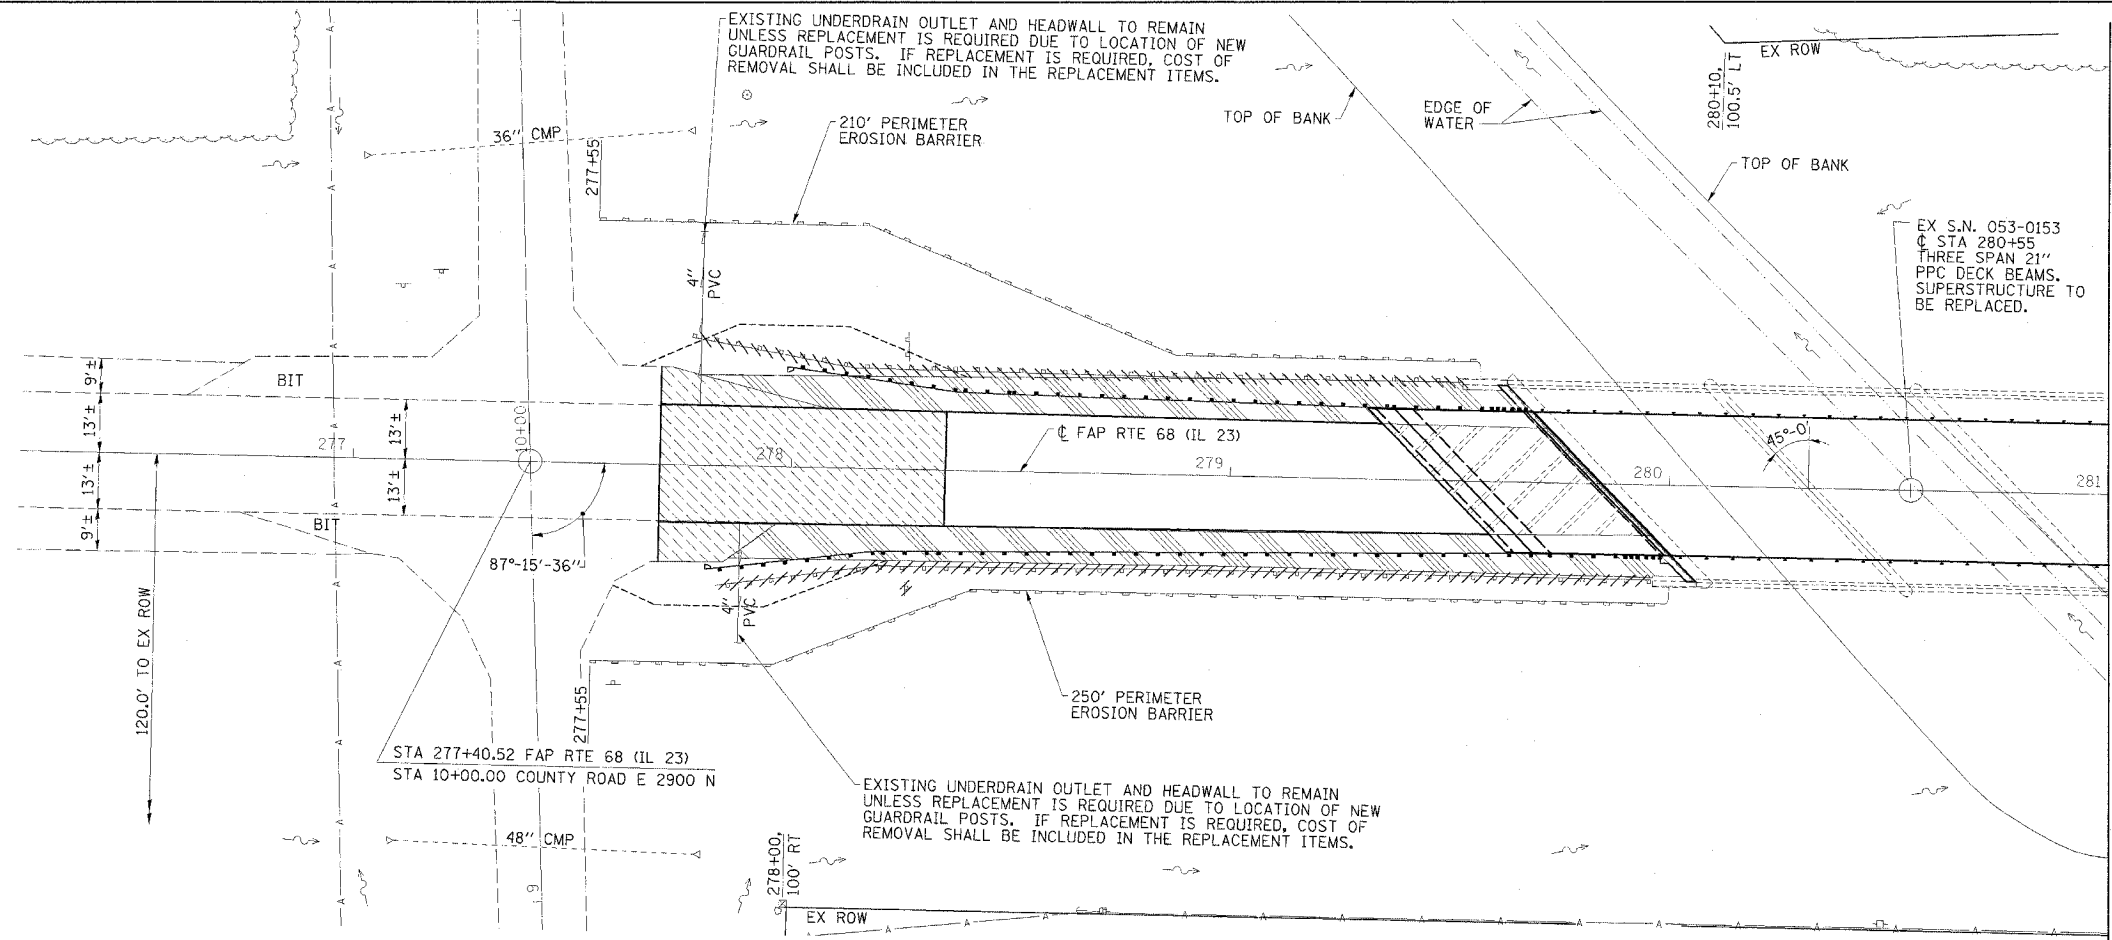 EXISTING UNDERDRAIN OUTLET AND HEADWALL TO REMAIN
UNLESS REPLACEMENT IS REQUIRED DUE TO LOCATION OF NEW
GUARDRAIL POSTS. IF REPLACEMENT IS REQUIRED, COST OF
REMOVAL SHALL BE INCLUDED IN THE REPLACEMENT ITEMS.
EX ROW
280+10,
100.5' LT
TOP OF BANK
EDGE OF
WATER
TOP OF BANK
36" CMP
277+55
210' PERIMETER
EROSION BARRIER
EX S.N. 053-0153
℄ STA 280+55
THREE SPAN 21"
PPC DECK BEAMS.
SUPERSTRUCTURE TO
BE REPLACED.
4"
PVC
9'±
BIT
13'±
13'±
10+00
277
278
℄ FAP RTE 68 (IL 23)
279
280
45°-0'
281
13'±
13'±
9'±
BIT
87°-15'-36"
4"
PVC
120.0' TO EX ROW
277+55
250' PERIMETER
EROSION BARRIER
STA 277+40.52 FAP RTE 68 (IL 23)
STA 10+00.00 COUNTY ROAD E 2900 N
EXISTING UNDERDRAIN OUTLET AND HEADWALL TO REMAIN
UNLESS REPLACEMENT IS REQUIRED DUE TO LOCATION OF NEW
GUARDRAIL POSTS. IF REPLACEMENT IS REQUIRED, COST OF
REMOVAL SHALL BE INCLUDED IN THE REPLACEMENT ITEMS.
48" CMP
9
278+00,
100' RT
EX ROW